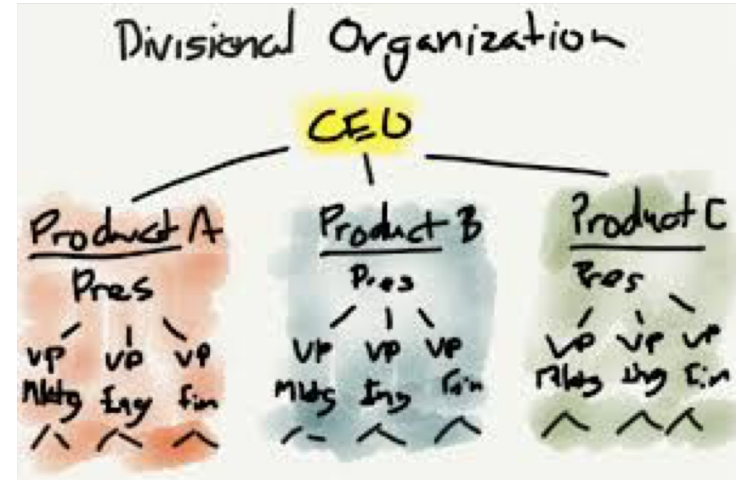 Divisional Organization
CEO
Product A Product B Product C
Pres Pres Pres
VP VP VP VP VP VP VP VP VP
Mktg Eng Fin Mktg Eng Fin Mktg Eng Fin